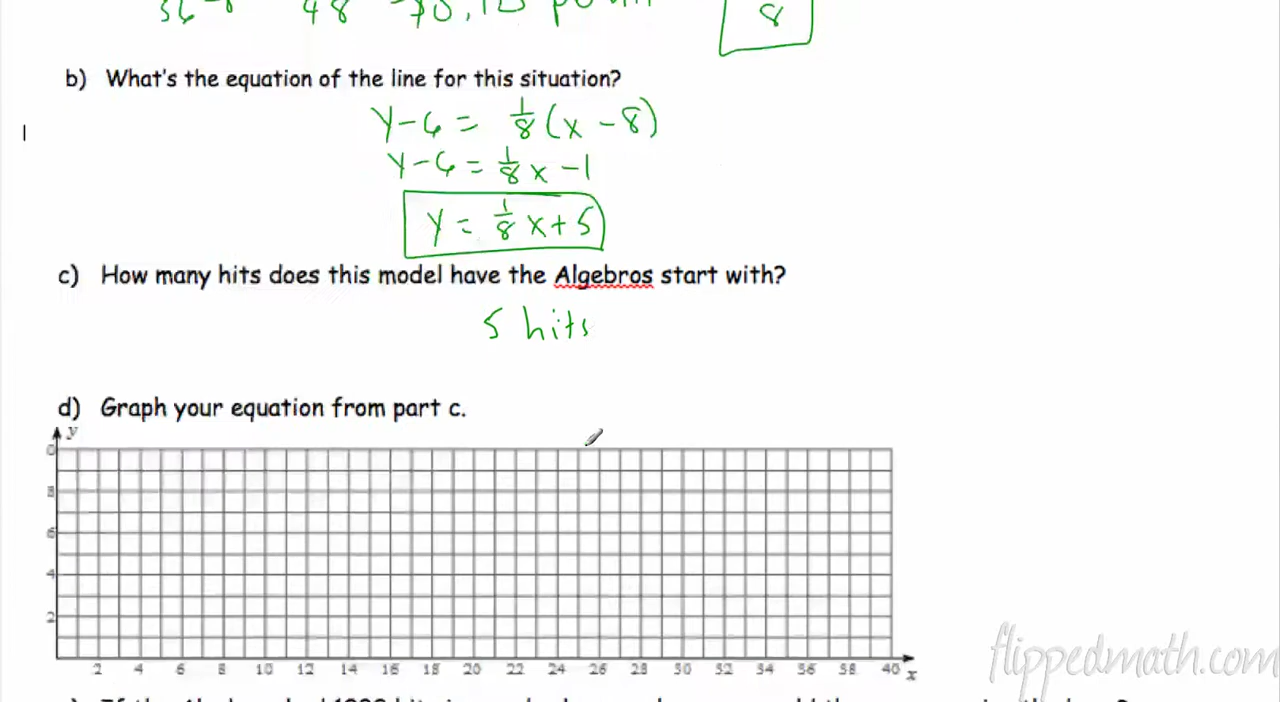 8
b) What's the equation of the line for this situation?
y-6 = 1/8(x-8)
y-6 = 1/8x-1
y = 1/8x+5
c) How many hits does this model have the Algebros start with?
5 hits
d) Graph your equation from part c.
y
0
8
6
4
2
2 4 6 8 10 12 14 16 18 20 22 24 26 28 30 32 34 36 38 40 x
flippedmath.com